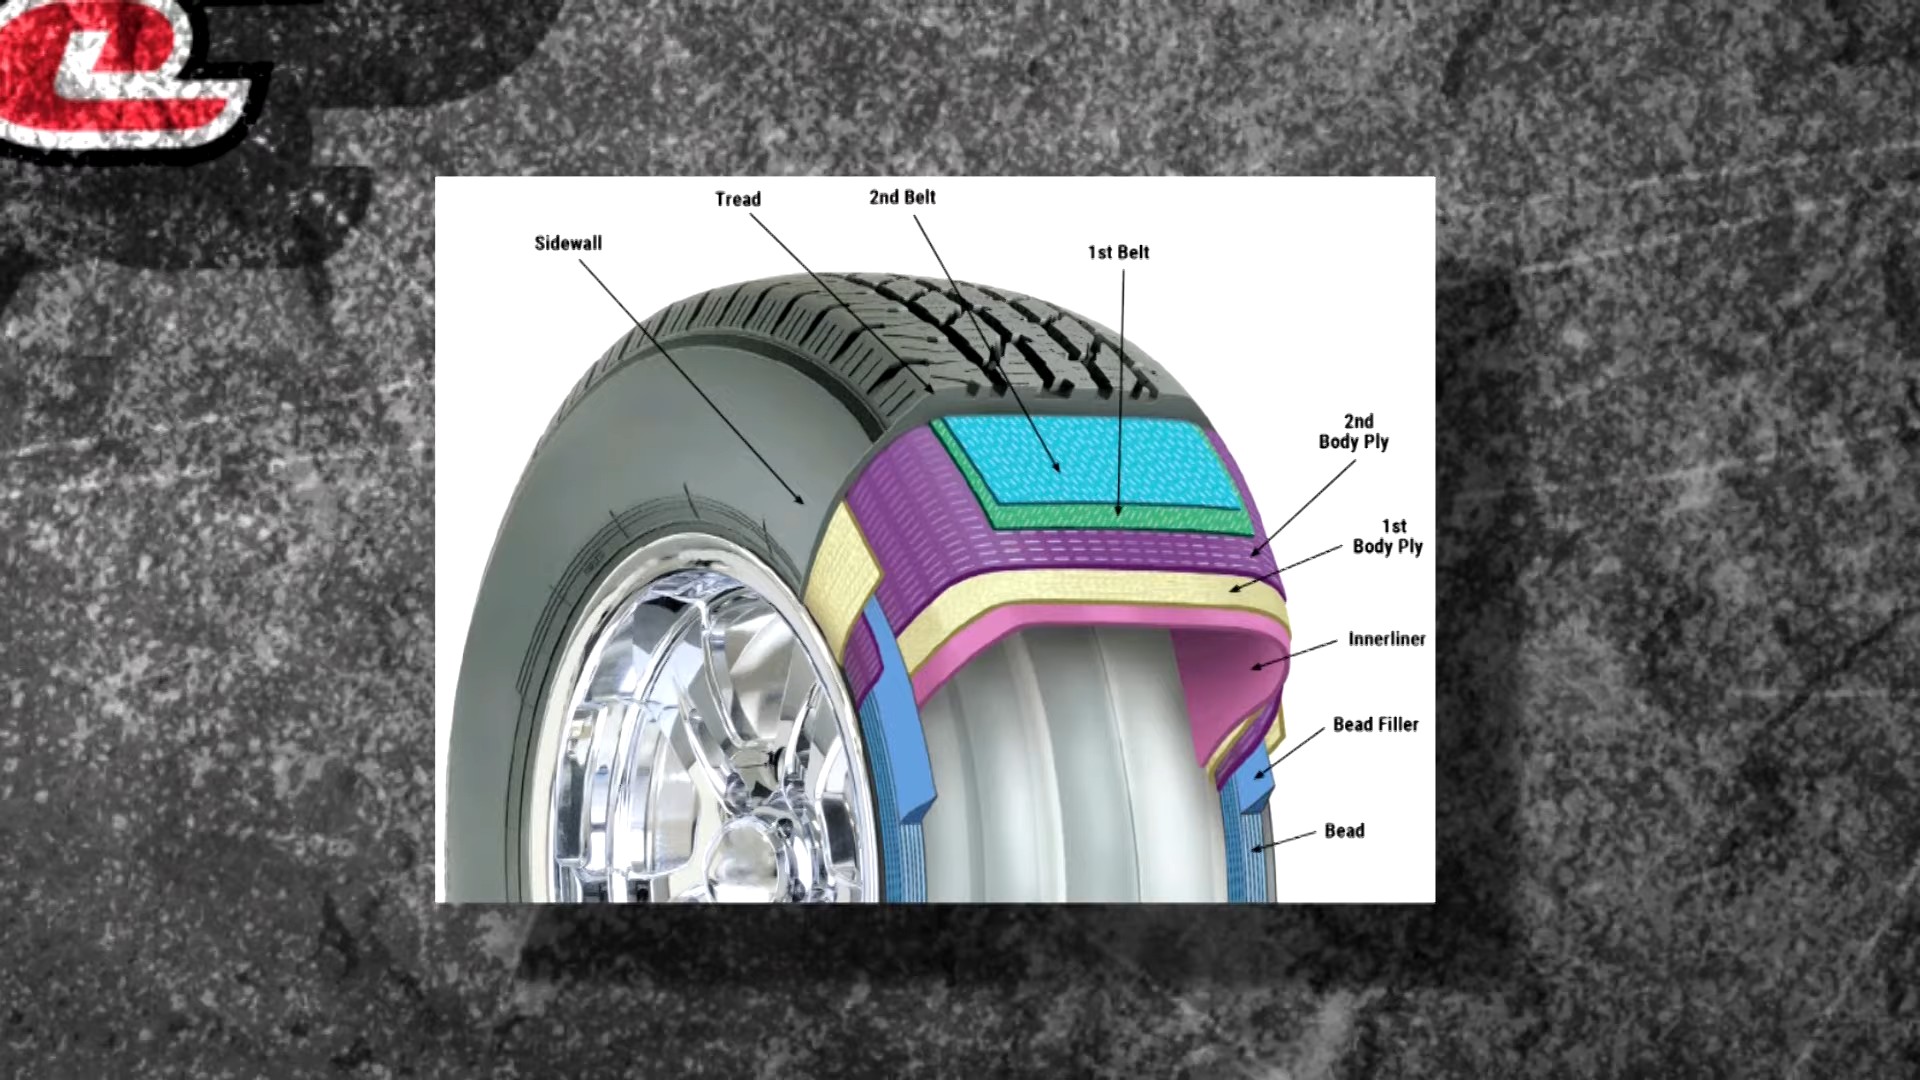 Tread
2nd Belt
Sidewall
1st Belt
2nd
Body Ply
1st
Body Ply
Innerliner
Bead Filler
Bead